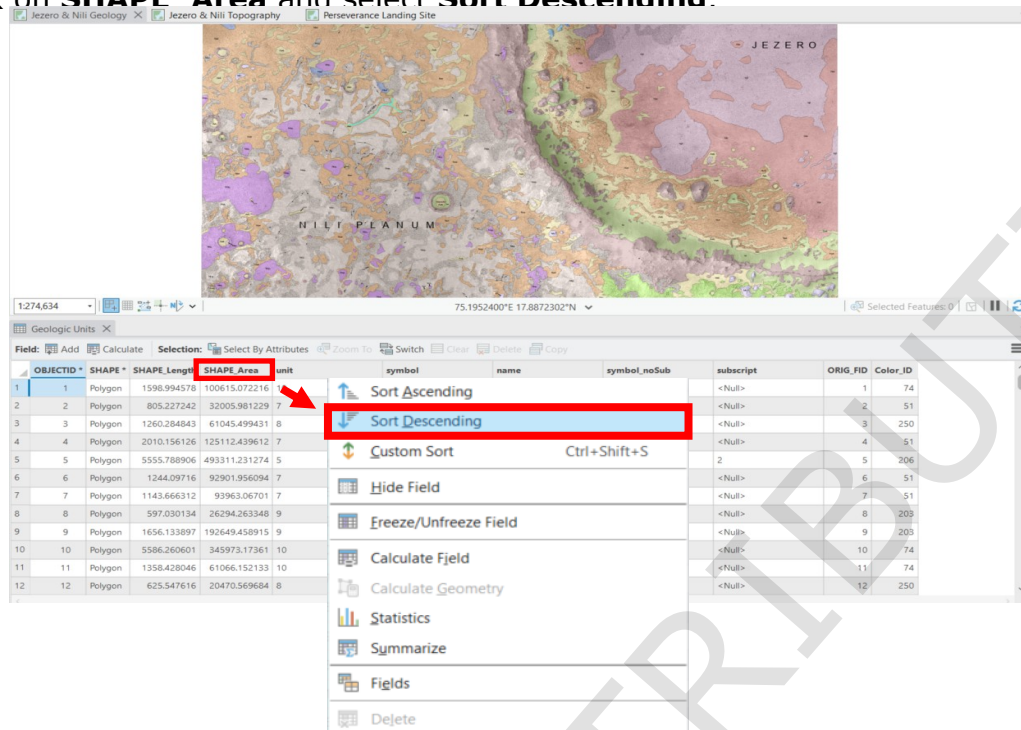 on SHAPE_Area and select Sort Descending.
Jezero & Nili Geology Jezero & Nili Topography Perseverance Landing Site
JEZERO
NILI PLANUM
1:274,634 75.1952400°E 17.8872302°N Selected Features: 0
Geologic Units
Field: Add Calculate Selection: Select By Attributes Zoom To Switch Clear Delete Copy
OBJECTID * SHAPE * SHAPE_Length SHAPE_Area unit symbol name symbol_noSub subscript ORIG_FID Color_ID
1 1 Polygon 1598.994578 100615.072216 <Null> 1 74
2 2 Polygon 805.227242 32005.981229 7 <Null> 2 51
3 3 Polygon 1260.284843 61045.499431 8 <Null> 3 250
4 4 Polygon 2010.156126 125112.439612 7 <Null> 4 51
5 5 Polygon 5555.788906 493311.231274 5 2 5 206
6 6 Polygon 1244.09716 92901.956094 7 <Null> 6 51
7 7 Polygon 1143.666312 93963.06701 7 <Null> 7 51
8 8 Polygon 597.030134 26294.263348 9 <Null> 8 203
9 9 Polygon 1656.133897 192649.458915 9 <Null> 9 203
10 10 Polygon 5586.260601 345973.17361 10 <Null> 10 74
11 11 Polygon 1358.428046 61066.152133 10 <Null> 11 74
12 12 Polygon 625.547616 20470.569684 8 <Null> 12 250
Sort Ascending
Sort Descending
Custom Sort Ctrl+Shift+S
Hide Field
Freeze/Unfreeze Field
Calculate Field
Calculate Geometry
Statistics
Summarize
Fields
Delete